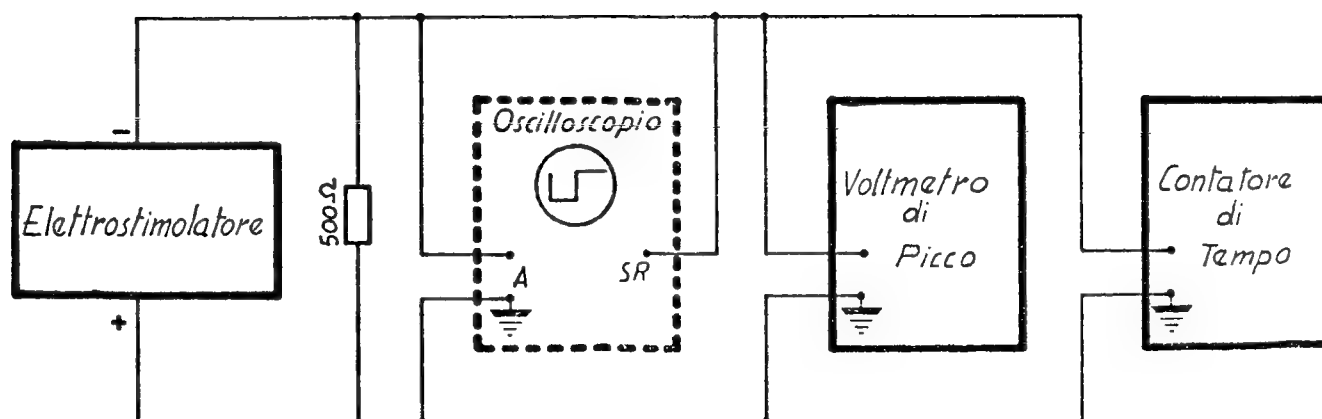 −
Elettrostimolatore
+
500Ω
Oscilloscopio
A
SR
Voltmetro
di
Picco
Contatore
di
Tempo